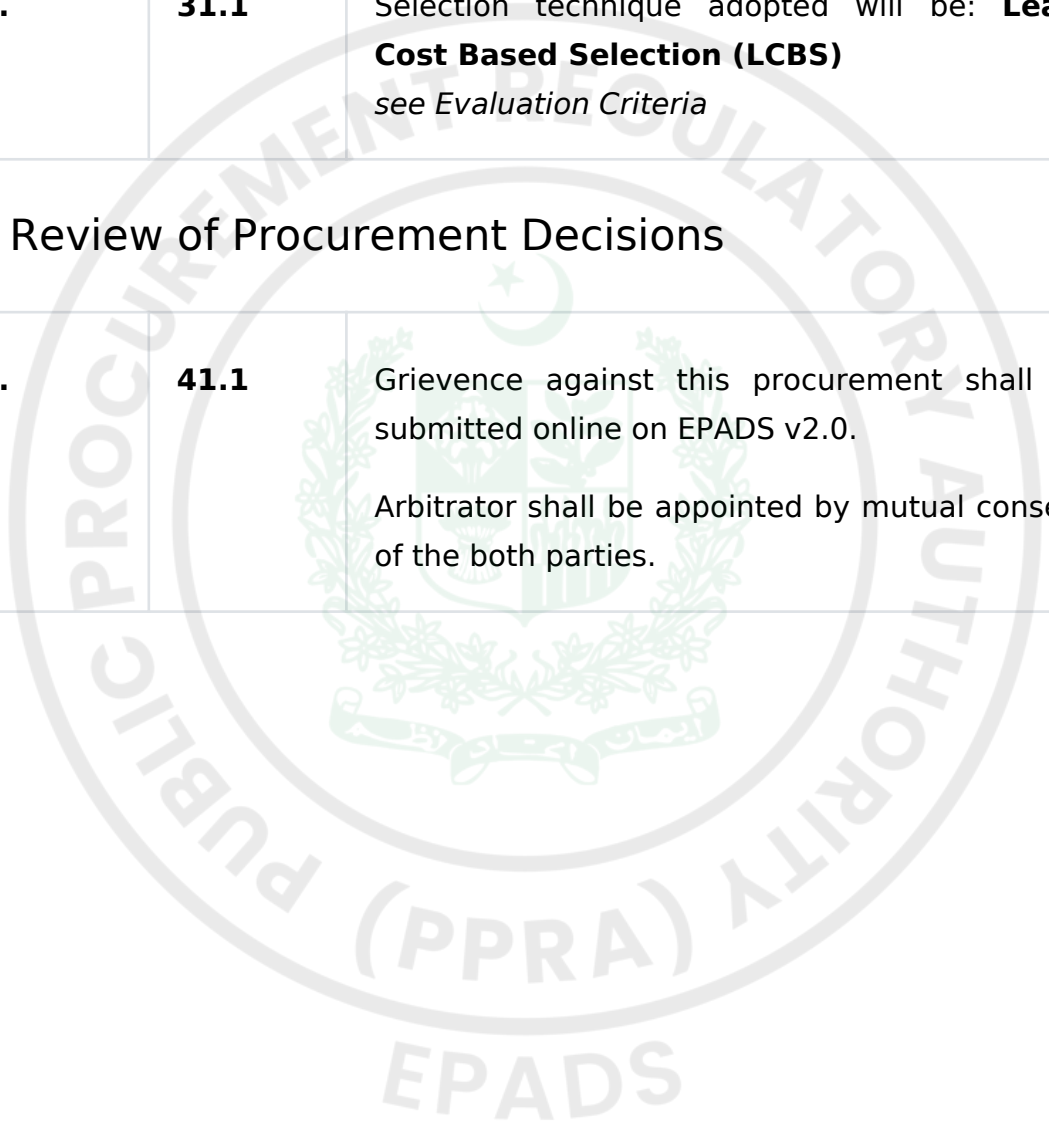 . 31.1 Selection technique adopted will be: Lea
Cost Based Selection (LCBS)
see Evaluation Criteria
Review of Procurement Decisions
. 41.1 Grievence against this procurement shall
submitted online on EPADS v2.0.
Arbitrator shall be appointed by mutual conse
of the both parties.
PUBLIC PROCUREMENT REGULATORY AUTHORITY
(PPRA)
EPADS